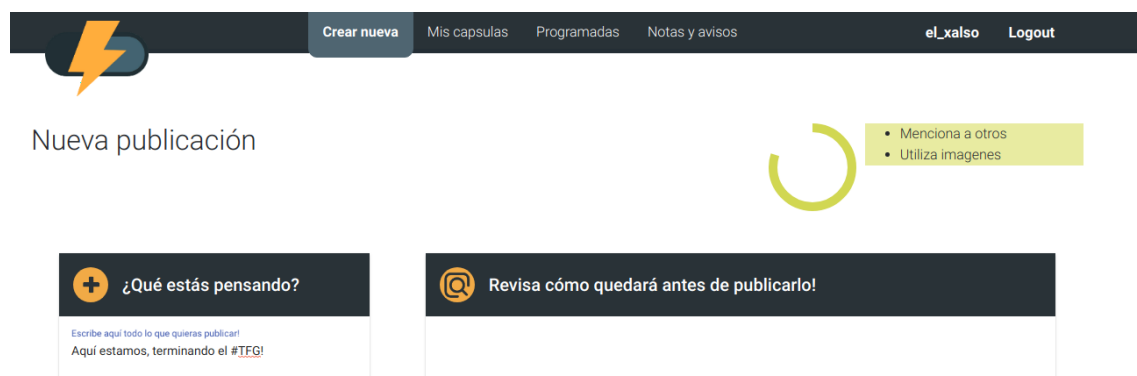 Crear nueva Mis capsulas Programadas Notas y avisos el_xalso Logout
Nueva publicación
Menciona a otros
Utiliza imagenes
¿Qué estás pensando?
Revisa cómo quedará antes de publicarlo!
Escribe aquí todo lo que quieras publicar!
Aquí estamos, terminando el #TFG!